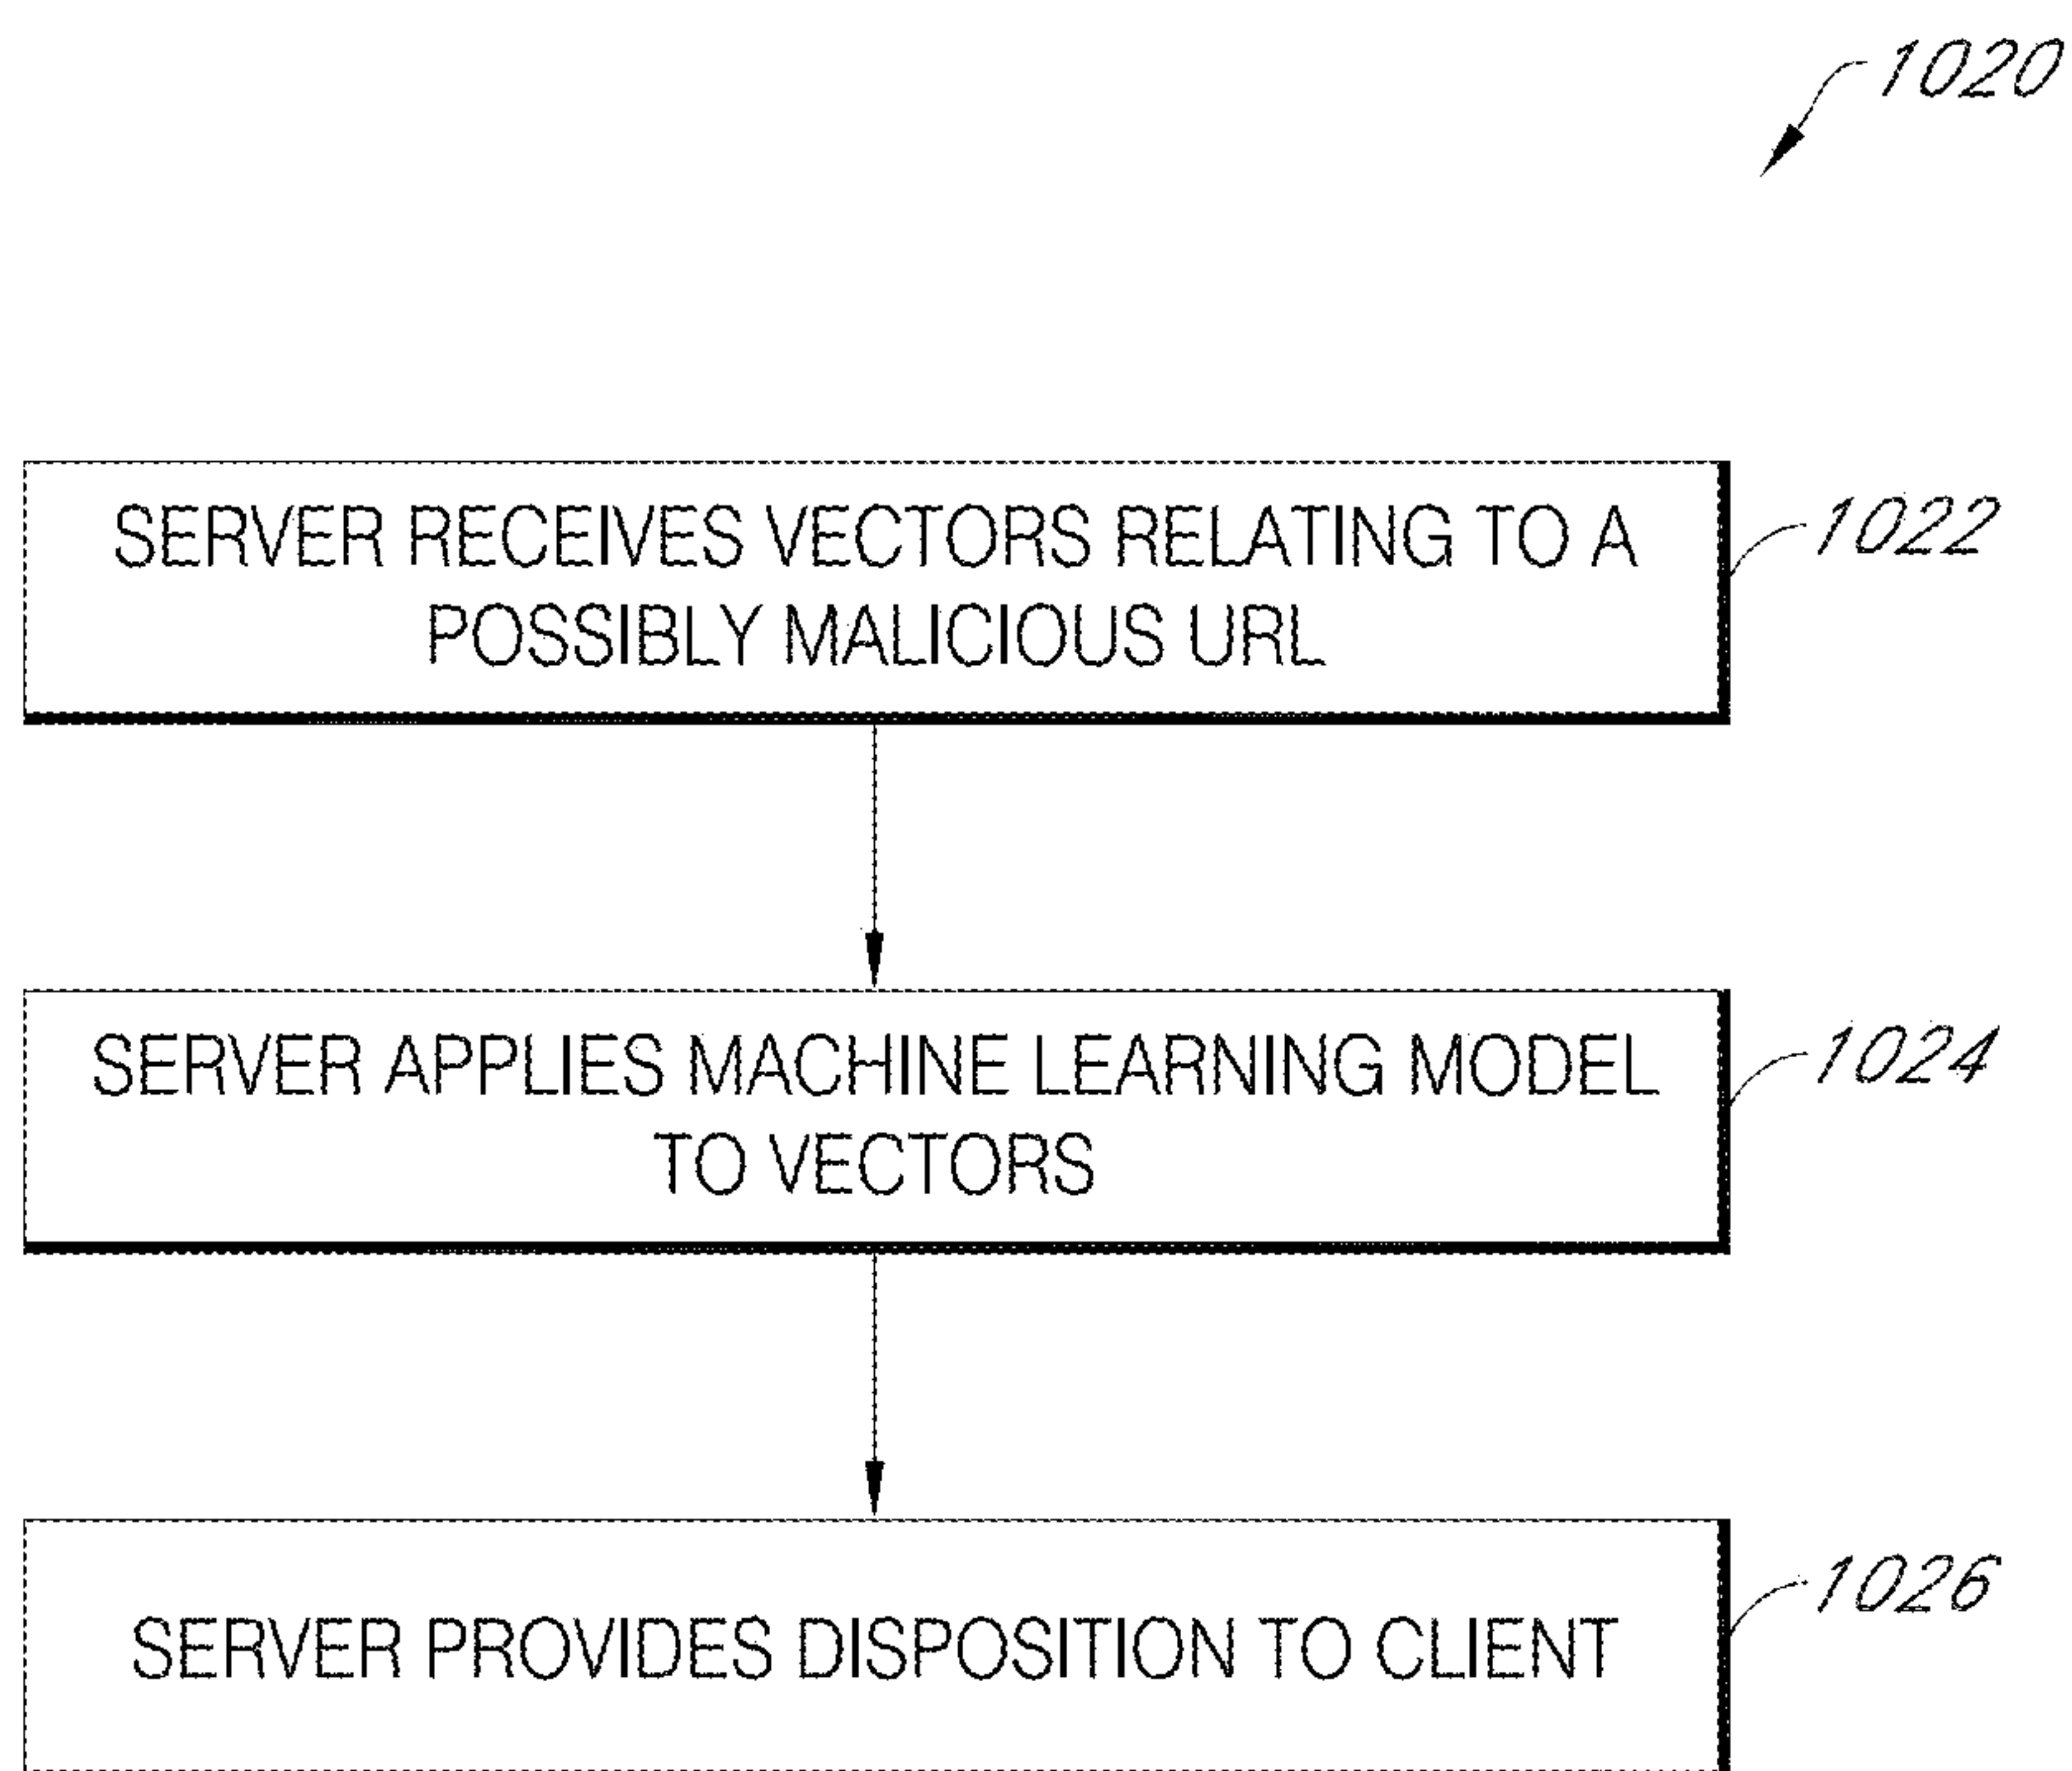 1020
SERVER RECEIVES VECTORS RELATING TO A
POSSIBLY MALICIOUS URL
1022
SERVER APPLIES MACHINE LEARNING MODEL
TO VECTORS
1024
SERVER PROVIDES DISPOSITION TO CLIENT
1026